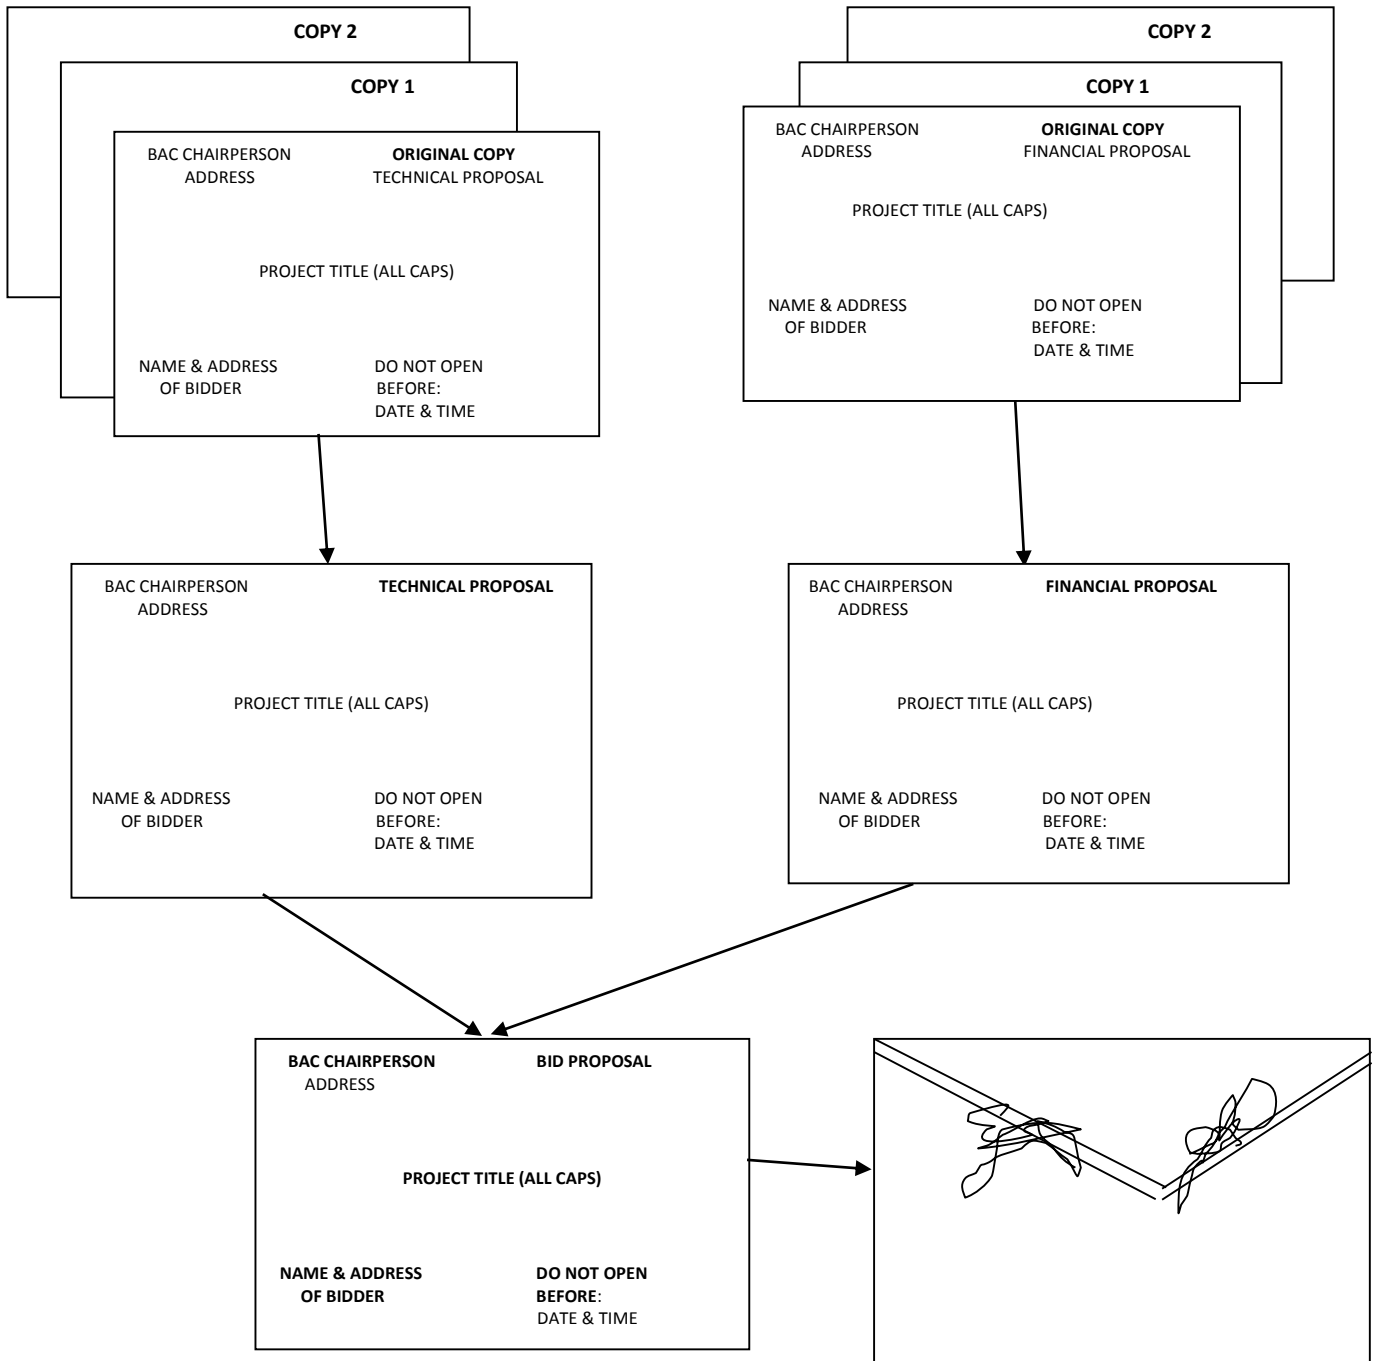 COPY 2
COPY 1
BAC CHAIRPERSON
ADDRESS
ORIGINAL COPY
TECHNICAL PROPOSAL
PROJECT TITLE (ALL CAPS)
NAME & ADDRESS
OF BIDDER
DO NOT OPEN
BEFORE:
DATE & TIME
COPY 2
COPY 1
BAC CHAIRPERSON
ADDRESS
ORIGINAL COPY
FINANCIAL PROPOSAL
PROJECT TITLE (ALL CAPS)
NAME & ADDRESS
OF BIDDER
DO NOT OPEN
BEFORE:
DATE & TIME
BAC CHAIRPERSON
ADDRESS
TECHNICAL PROPOSAL
PROJECT TITLE (ALL CAPS)
NAME & ADDRESS
OF BIDDER
DO NOT OPEN
BEFORE:
DATE & TIME
BAC CHAIRPERSON
ADDRESS
FINANCIAL PROPOSAL
PROJECT TITLE (ALL CAPS)
NAME & ADDRESS
OF BIDDER
DO NOT OPEN
BEFORE:
DATE & TIME
BAC CHAIRPERSON
ADDRESS
BID PROPOSAL
PROJECT TITLE (ALL CAPS)
NAME & ADDRESS
OF BIDDER
DO NOT OPEN
BEFORE:
DATE & TIME